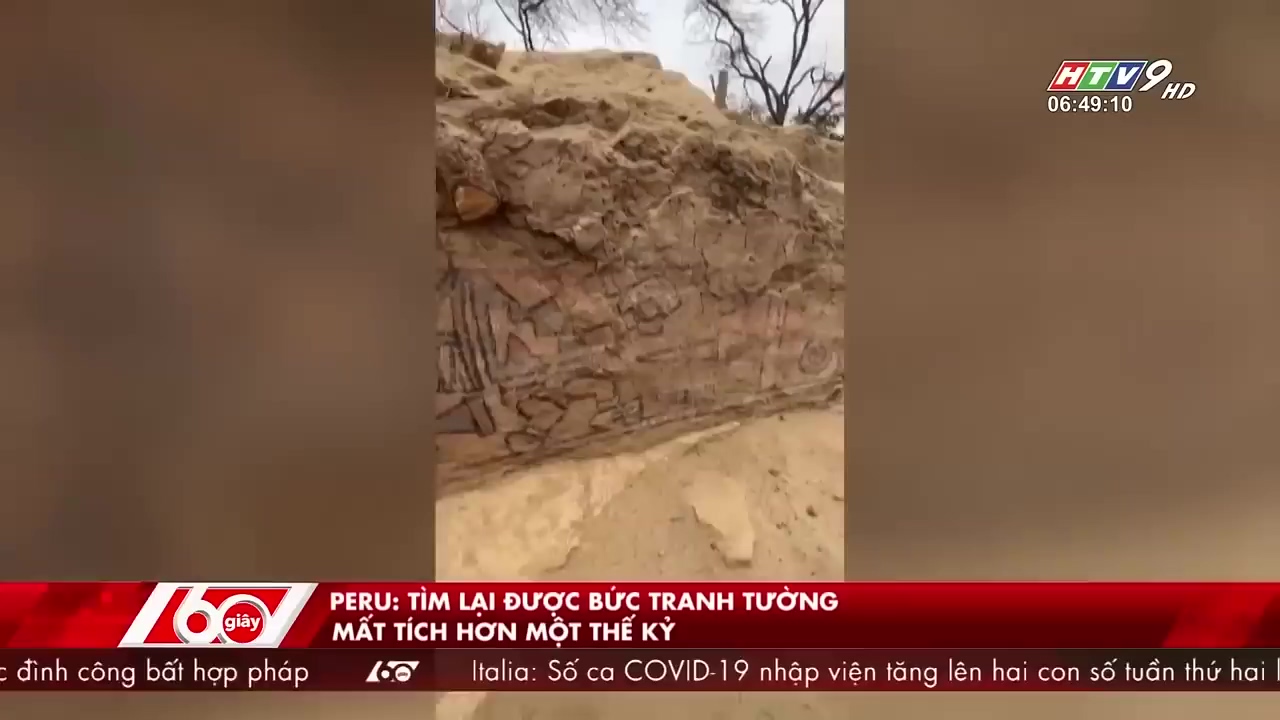 HTV9 HD
06:49:10
60 giây
PERU: TÌM LẠI ĐƯỢC BỨC TRANH TƯỜNG
MẤT TÍCH HƠN MỘT THẾ KỶ
đình công bất hợp pháp
60 giây
Italia: Số ca COVID-19 nhập viện tăng lên hai con số tuần thứ hai